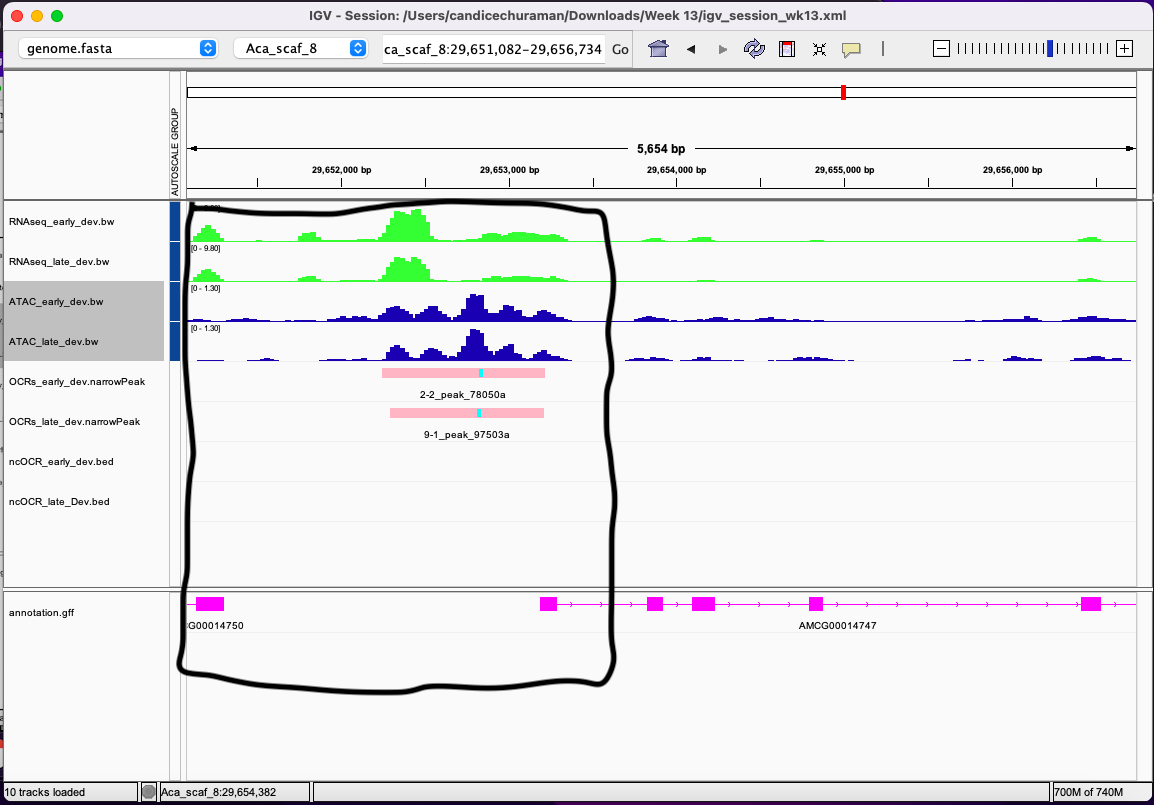 IGV - Session: /Users/candicechuraman/Downloads/Week 13/igv_session_wk13.xml
genome.fasta Aca_scaf_8 ca_scaf_8:29,651,082-29,656,734 Go
AUTOSCALE GROUP
5,654 bp
29,652,000 bp 29,653,000 bp 29,654,000 bp 29,655,000 bp 29,656,000 bp
RNAseq_early_dev.bw
[0 - 9.80]
RNAseq_late_dev.bw
[0 - 1.30]
ATAC_early_dev.bw
[0 - 1.30]
ATAC_late_dev.bw
OCRs_early_dev.narrowPeak
2-2_peak_78050a
OCRs_late_dev.narrowPeak
9-1_peak_97503a
ncOCR_early_dev.bed
ncOCR_late_Dev.bed
annotation.gff
G00014750 AMCG00014747
10 tracks loaded Aca_scaf_8:29,654,382 700M of 740M